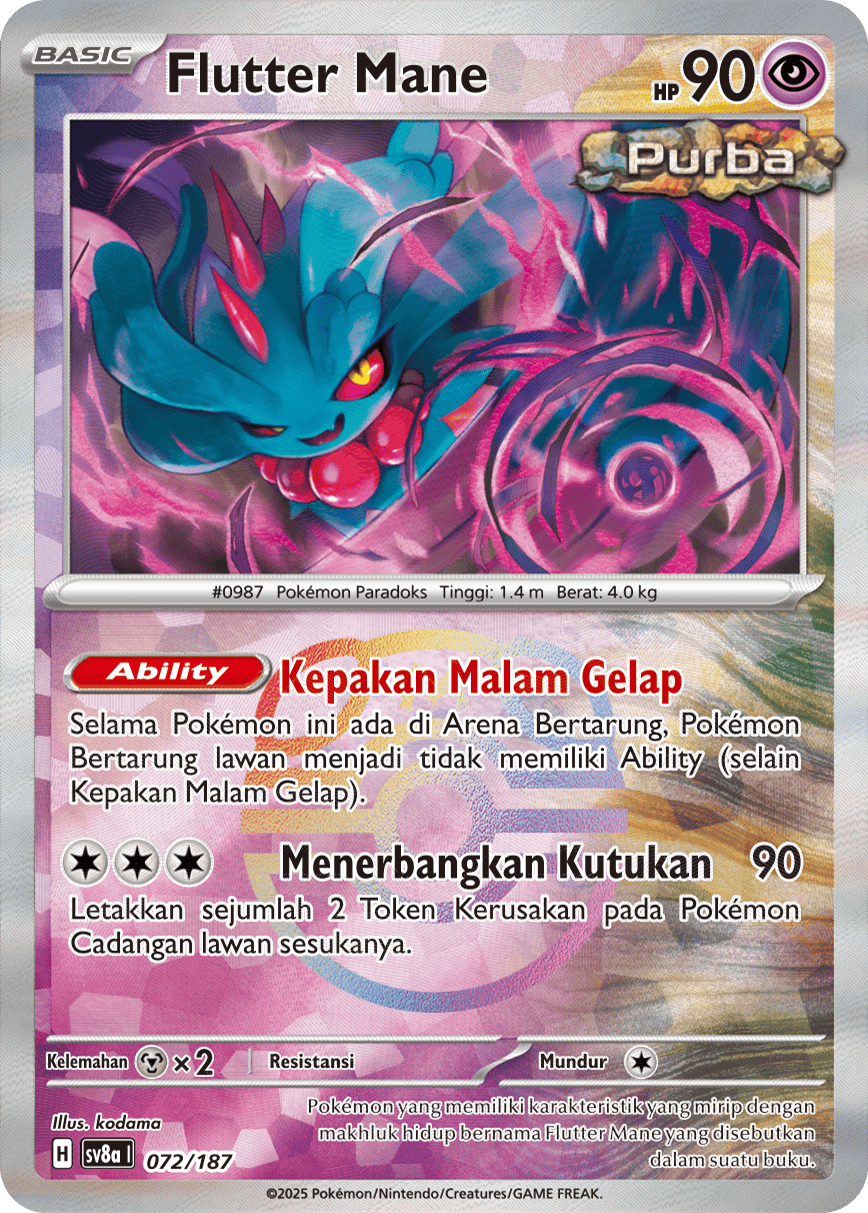 BASIC
Flutter Mane
HP 90
Purba
#0987 Pokémon Paradoks Tinggi: 1.4 m Berat: 4.0 kg
Ability Kepakan Malam Gelap
Selama Pokémon ini ada di Arena Bertarung, Pokémon
Bertarung lawan menjadi tidak memiliki Ability (selain
Kepakan Malam Gelap).
Menerbangkan Kutukan 90
Letakkan sejumlah 2 Token Kerusakan pada Pokémon
Cadangan lawan sesukanya.
Kelemahan ×2 Resistansi Mundur
Illus. kodama
Pokémon yang memiliki karakteristik yang mirip dengan
makhluk hidup bernama Flutter Mane yang disebutkan
dalam suatu buku.
H sv8a I 072/187
©2025 Pokémon/Nintendo/Creatures/GAME FREAK.